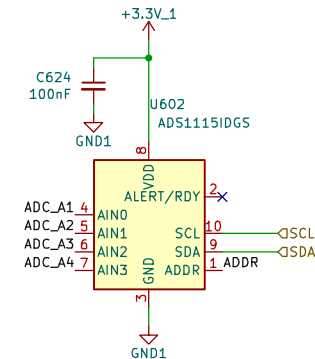 +3.3V_1
C624
100nF
GND1
U602
ADS1115IDGS
8
VDD
2
ALERT/RDY
ADC_A1 4 AIN0
ADC_A2 5 AIN1
ADC_A3 6 AIN2
ADC_A4 7 AIN3
10
SCL SCL
9
SDA SDA
1
ADDR ADDR
GND
3
GND1